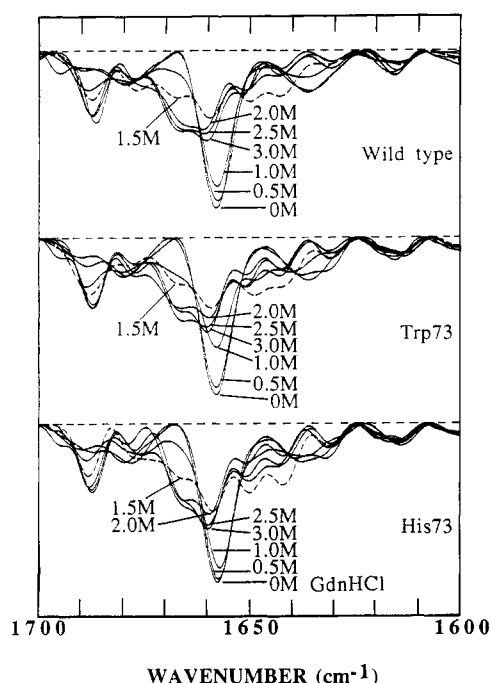 1.5M
2.0M
2.5M
3.0M
1.0M
0.5M
0M
Wild type
1.5M
2.0M
2.5M
3.0M
1.0M
0.5M
0M
Trp73
1.5M
2.0M
2.5M
3.0M
1.0M
0.5M
0M GdnHCl
His73
1700 1650 1600
WAVENUMBER (cm-1)